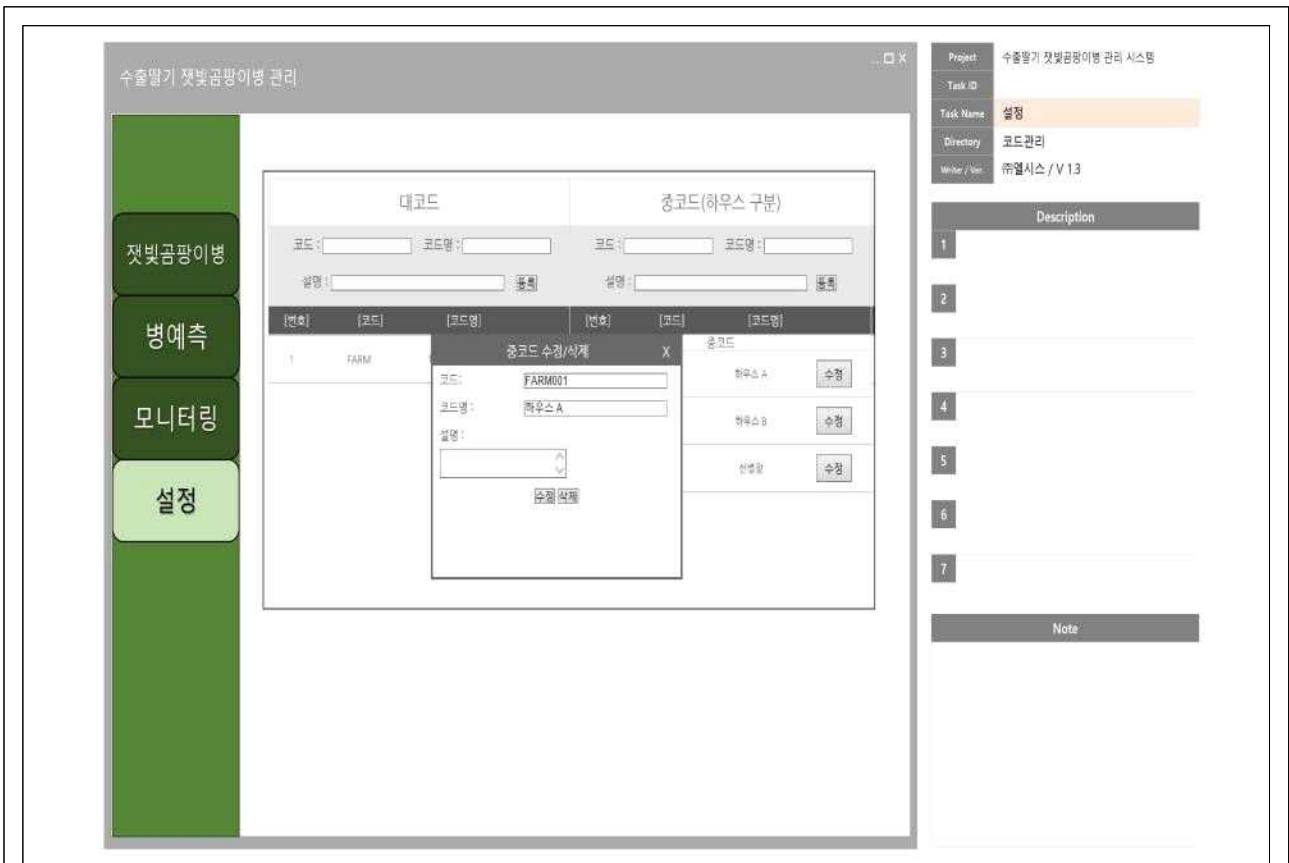 수출딸기 잿빛곰팡이병 관리
잿빛곰팡이병
병예측
모니터링
설정
대코드
중코드(하우스 구분)
코드 : 코드명 : 코드 : 코드명 :
설명 : 등록 설명 : 등록
[번호] [코드] [코드명] [번호] [코드] [코드명]
1 FARM
중코드
하우스 A 수정
하우스 B 수정
선별장 수정
중코드 수정/삭제 X
코드: FARM001
코드명 : 하우스 A
설명 :
수정 삭제
Project 수출딸기 잿빛곰팡이병 관리 시스템
Task ID
Task Name 설정
Directory 코드관리
Writer / Ver. ㈜엘시스 / V 1.3
Description
1
2
3
4
5
6
7
Note